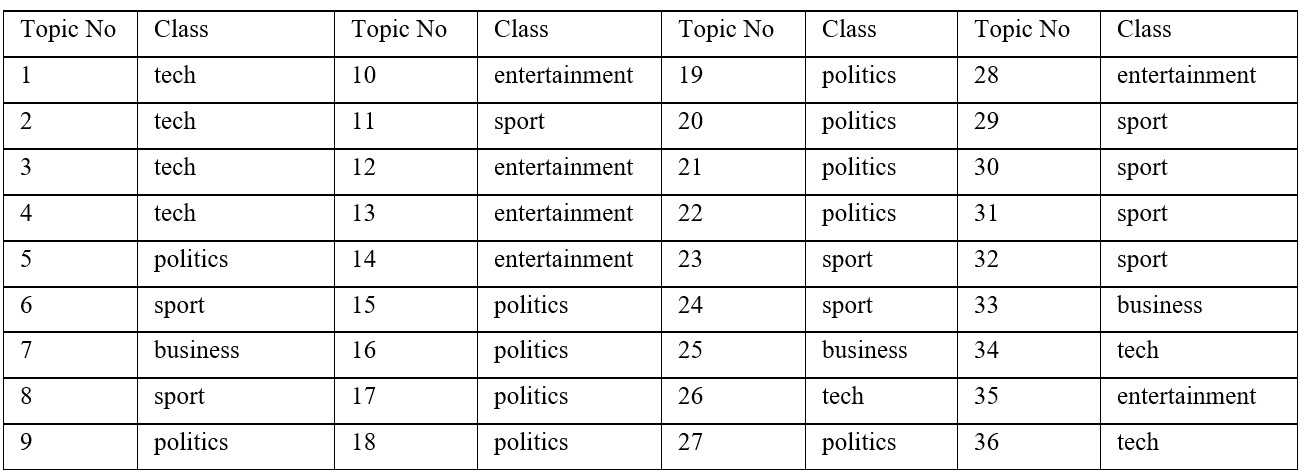 Topic No Class Topic No Class Topic No Class Topic No Class
1 tech 10 entertainment 19 politics 28 entertainment
2 tech 11 sport 20 politics 29 sport
3 tech 12 entertainment 21 politics 30 sport
4 tech 13 entertainment 22 politics 31 sport
5 politics 14 entertainment 23 sport 32 sport
6 sport 15 politics 24 sport 33 business
7 business 16 politics 25 business 34 tech
8 sport 17 politics 26 tech 35 entertainment
9 politics 18 politics 27 politics 36 tech